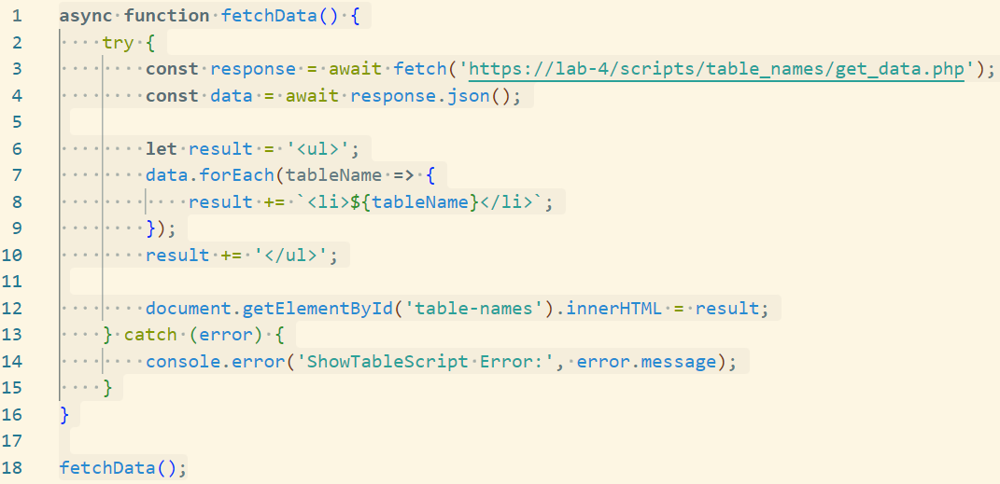 1 async function fetchData() {
2     try {
3         const response = await fetch('https://lab-4/scripts/table_names/get_data.php');
4         const data = await response.json();
5
6         let result = '<ul>';
7         data.forEach(tableName => {
8             result += `<li>${tableName}</li>`;
9         });
10         result += '</ul>';
11
12         document.getElementById('table-names').innerHTML = result;
13     } catch (error) {
14         console.error('ShowTableScript Error:', error.message);
15     }
16 }
17
18 fetchData();